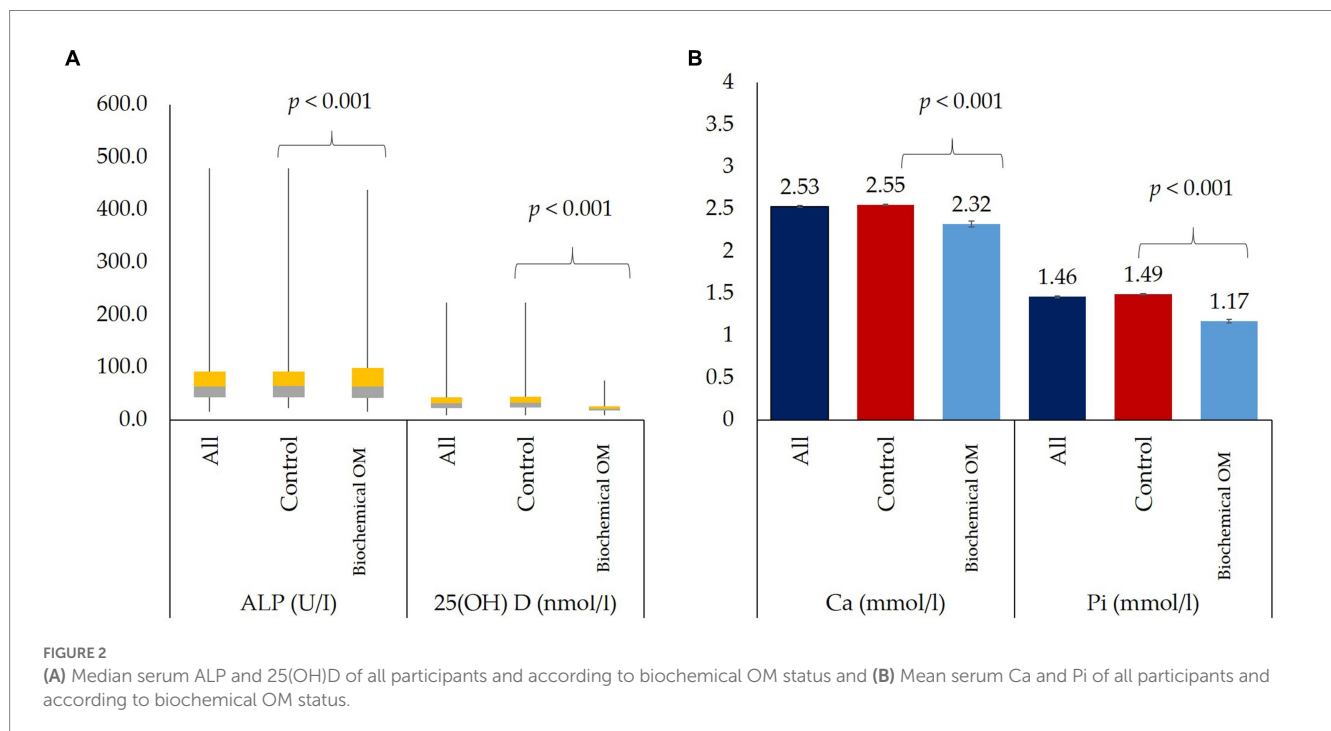 A
600.0
500.0
400.0
300.0
200.0
100.0
0.0
p < 0.001
p < 0.001
All
Control
Biochemical OM
All
Control
Biochemical OM
ALP (U/I)
25(OH) D (nmol/l)
B
4
3.5
3
2.5
2
1.5
1
0.5
0
p < 0.001
2.53
2.55
2.32
p < 0.001
1.46
1.49
1.17
All
Control
Biochemical OM
All
Control
Biochemical OM
Ca (mmol/l)
Pi (mmol/l)
FIGURE 2
(A) Median serum ALP and 25(OH)D of all participants and according to biochemical OM status and (B) Mean serum Ca and Pi of all participants and
according to biochemical OM status.